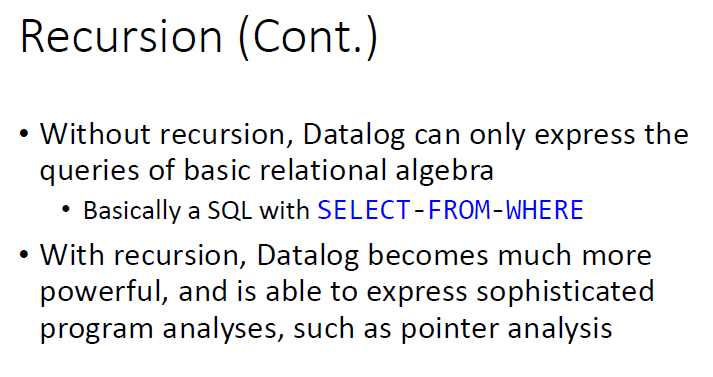 Recursion (Cont.)
• Without recursion, Datalog can only express the
queries of basic relational algebra
• Basically a SQL with SELECT-FROM-WHERE
• With recursion, Datalog becomes much more
powerful, and is able to express sophisticated
program analyses, such as pointer analysis